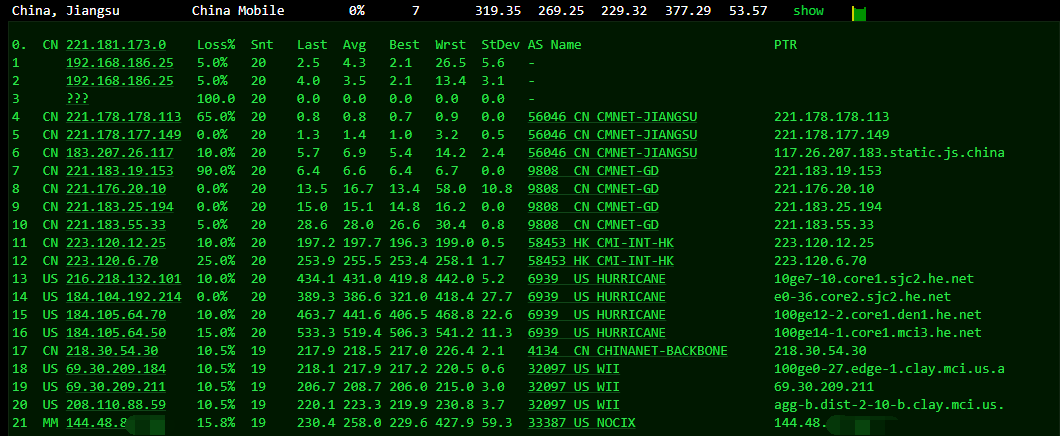 China, Jiangsu China Mobile 0% 7 319.35 269.25 229.32 377.29 53.57 show
0. CN 221.181.173.0 Loss% Snt Last Avg Best Wrst StDev AS Name PTR
1 192.168.186.25 5.0% 20 2.5 4.3 2.1 26.5 5.6 -
2 192.168.186.25 5.0% 20 4.0 3.5 2.1 13.4 3.1 -
3 ??? 100.0 20 0.0 0.0 0.0 0.0 0.0 -
4 CN 221.178.178.113 65.0% 20 0.8 0.8 0.7 0.9 0.0 56046 CN CMNET-JIANGSU 221.178.178.113
5 CN 221.178.177.149 0.0% 20 1.3 1.4 1.0 3.2 0.5 56046 CN CMNET-JIANGSU 221.178.177.149
6 CN 183.207.26.117 10.0% 20 5.7 6.9 5.4 14.2 2.4 56046 CN CMNET-JIANGSU 117.26.207.183.static.js.china
7 CN 221.183.19.153 90.0% 20 6.4 6.6 6.4 6.7 0.0 9808 CN CMNET-GD 221.183.19.153
8 CN 221.176.20.10 0.0% 20 13.5 16.7 13.4 58.0 10.8 9808 CN CMNET-GD 221.176.20.10
9 CN 221.183.25.194 0.0% 20 15.0 15.1 14.8 16.2 0.0 9808 CN CMNET-GD 221.183.25.194
10 CN 221.183.55.33 5.0% 20 28.6 28.0 26.6 30.4 0.8 9808 CN CMNET-GD 221.183.55.33
11 CN 223.120.12.25 10.0% 20 197.2 197.7 196.3 199.0 0.5 58453 HK CMI-INT-HK 223.120.12.25
12 CN 223.120.6.70 25.0% 20 253.9 255.5 253.4 258.1 1.7 58453 HK CMI-INT-HK 223.120.6.70
13 US 216.218.132.101 10.0% 20 434.1 431.0 419.8 442.0 5.2 6939 US HURRICANE 10ge7-10.core1.sjc2.he.net
14 US 184.104.192.214 0.0% 20 389.3 386.6 321.0 418.4 27.7 6939 US HURRICANE e0-36.core2.sjc2.he.net
15 US 184.105.64.70 10.0% 20 463.7 441.6 406.5 468.8 22.6 6939 US HURRICANE 100ge12-2.core1.den1.he.net
16 US 184.105.64.50 15.0% 20 533.3 519.4 506.3 541.2 11.3 6939 US HURRICANE 100ge14-1.core1.mci3.he.net
17 CN 218.30.54.30 10.5% 19 217.9 218.5 217.0 226.4 2.1 4134 CN CHINANET-BACKBONE 218.30.54.30
18 US 69.30.209.184 10.5% 19 218.1 217.9 217.2 220.5 0.6 32097 US WII 100ge0-27.edge-1.clay.mci.us.a
19 US 69.30.209.211 10.5% 19 206.7 208.7 206.0 215.0 3.0 32097 US WII 69.30.209.211
20 US 208.110.88.59 10.5% 19 220.1 223.3 219.9 230.8 3.7 32097 US WII agg-b.dist-2-10-b.clay.mci.us.
21 MM 144.48.8 15.8% 19 230.4 258.0 229.6 427.9 59.3 33387 US NOCIX 144.48.